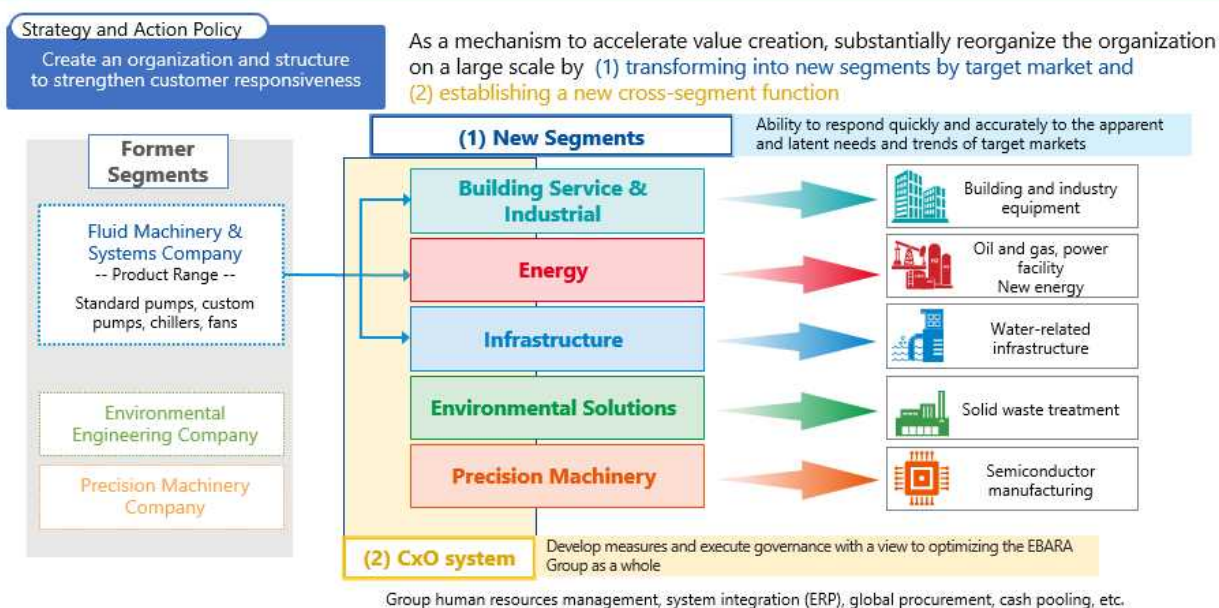 Strategy and Action Policy
Create an organization and structure
to strengthen customer responsiveness
As a mechanism to accelerate value creation, substantially reorganize the organization
on a large scale by (1) transforming into new segments by target market and
(2) establishing a new cross-segment function
Former
Segments
Fluid Machinery &
Systems Company
-- Product Range --
Standard pumps, custom
pumps, chillers, fans
Environmental
Engineering Company
Precision Machinery
Company
(1) New Segments
Ability to respond quickly and accurately to the apparent
and latent needs and trends of target markets
Building Service &
Industrial
Building and industry
equipment
Energy
Oil and gas, power
facility
New energy
Infrastructure
Water-related
infrastructure
Environmental Solutions
Solid waste treatment
Precision Machinery
Semiconductor
manufacturing
(2) CxO system
Develop measures and execute governance with a view to optimizing the EBARA
Group as a whole
Group human resources management, system integration (ERP), global procurement, cash pooling, etc.